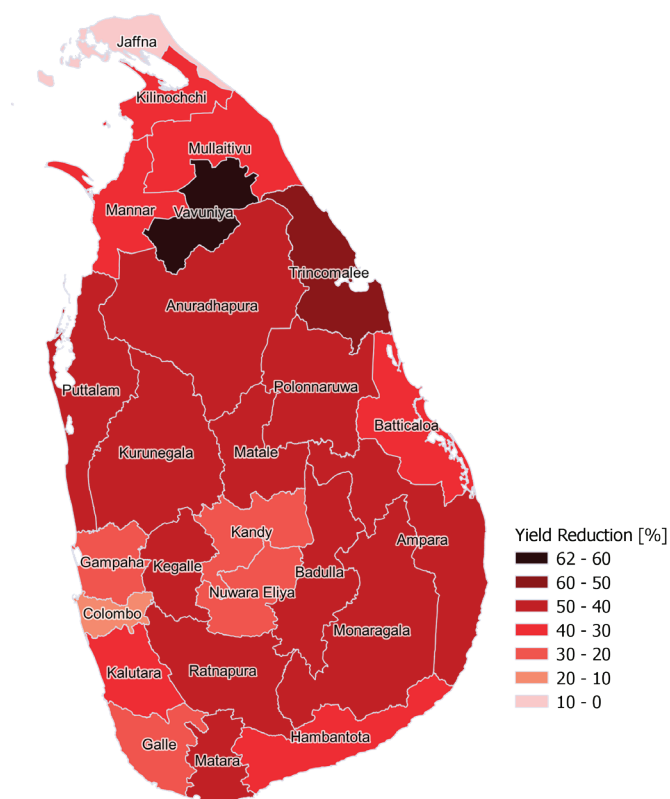 Jaffna
Kilinochchi
Mullaitivu
Mannar
Vavuniya
Trincomalee
Anuradhapura
Puttalam
Polonnaruwa
Batticaloa
Kurunegala
Matale
Kandy
Ampara
Gampaha
Kegalle
Badulla
Nuwara Eliya
Colombo
Monaragala
Kalutara
Ratnapura
Hambantota
Galle
Matara
Yield Reduction [%]
62 - 60
60 - 50
50 - 40
40 - 30
30 - 20
20 - 10
10 - 0